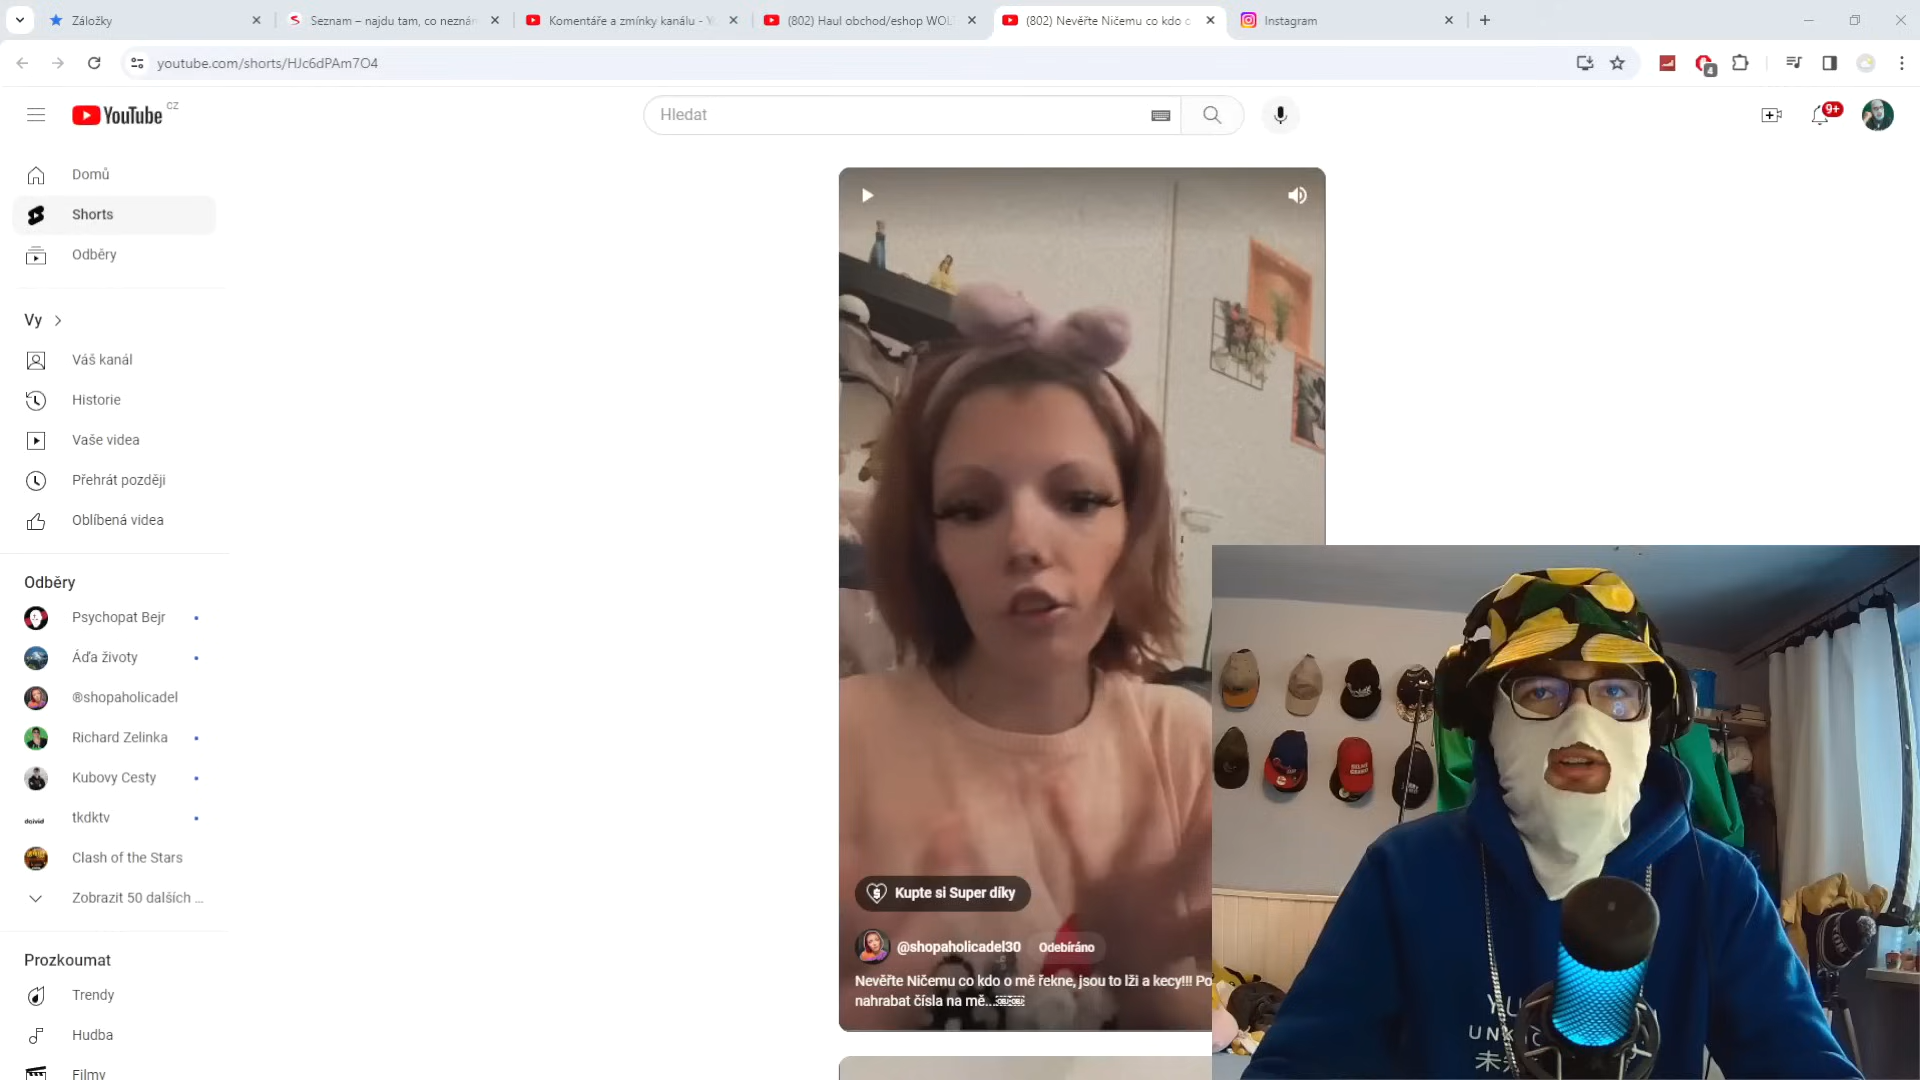 Záložky
Seznam – najdu tam, co neznám
Komentáře a zmínky kanálu - Y
(802) Haul obchod/eshop WOL
(802) Nevěřte Ničemu co kdo o
Instagram
youtube.com/shorts/HJc6dPAm7O4
4
YouTube CZ
Hledat
9+
Domů
Shorts
Odběry
Vy
Váš kanál
Historie
Vaše videa
Přehrát později
Oblíbená videa
Odběry
Psychopat Bejr
Áďa životy
®shopaholicadel
Richard Zelinka
Kubovy Cesty
tkdktv
Clash of the Stars
Zobrazit 50 dalších ...
Prozkoumat
Trendy
Hudba
Filmy
Kupte si Super díky
@shopaholicadel30 Odebíráno
Nevěřte Ničemu co kdo o mě řekne, jsou to lži a kecy!!! Po
nahrabat čísla na mě...